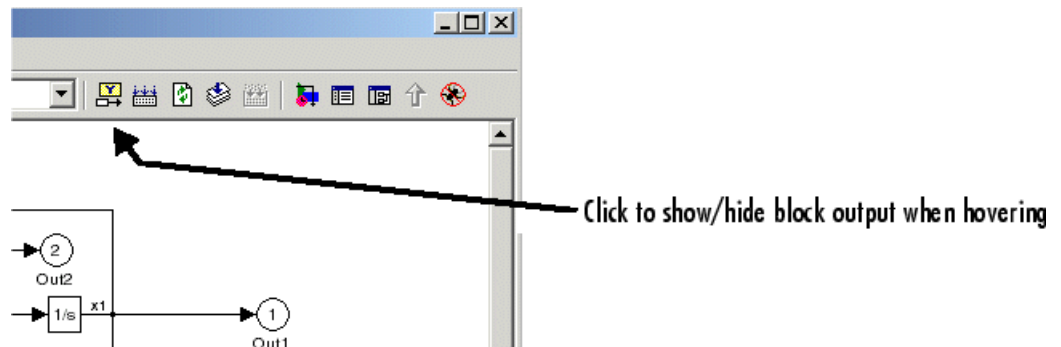 Y
Click to show/hide block output when hovering
2
Out2
1/s
x1
1
Out1